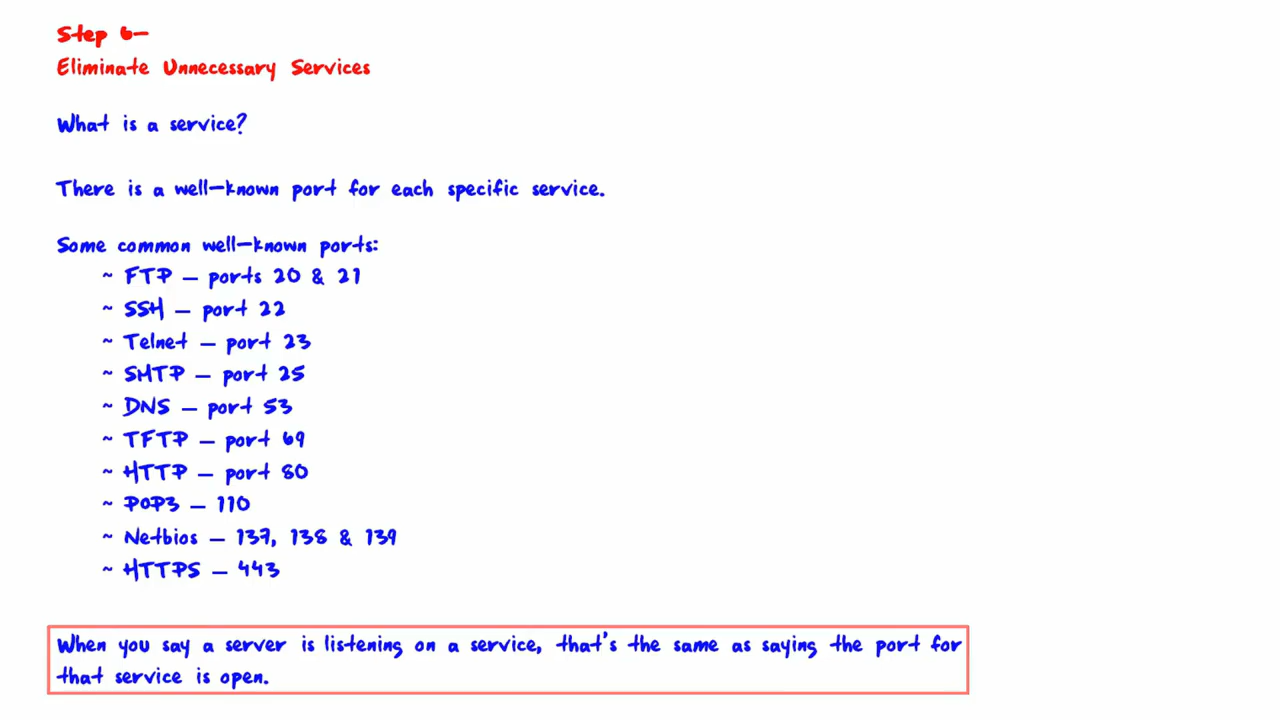 Step 6-
Eliminate Unnecessary Services
What is a service?
There is a well-known port for each specific service.
Some common well-known ports:
~ FTP – ports 20 & 21
~ SSH – port 22
~ Telnet – port 23
~ SMTP – port 25
~ DNS – port 53
~ TFTP – port 69
~ HTTP – port 80
~ POP3 – 110
~ Netbios – 137, 138 & 139
~ HTTPS – 443
When you say a server is listening on a service, that's the same as saying the port for
that service is open.